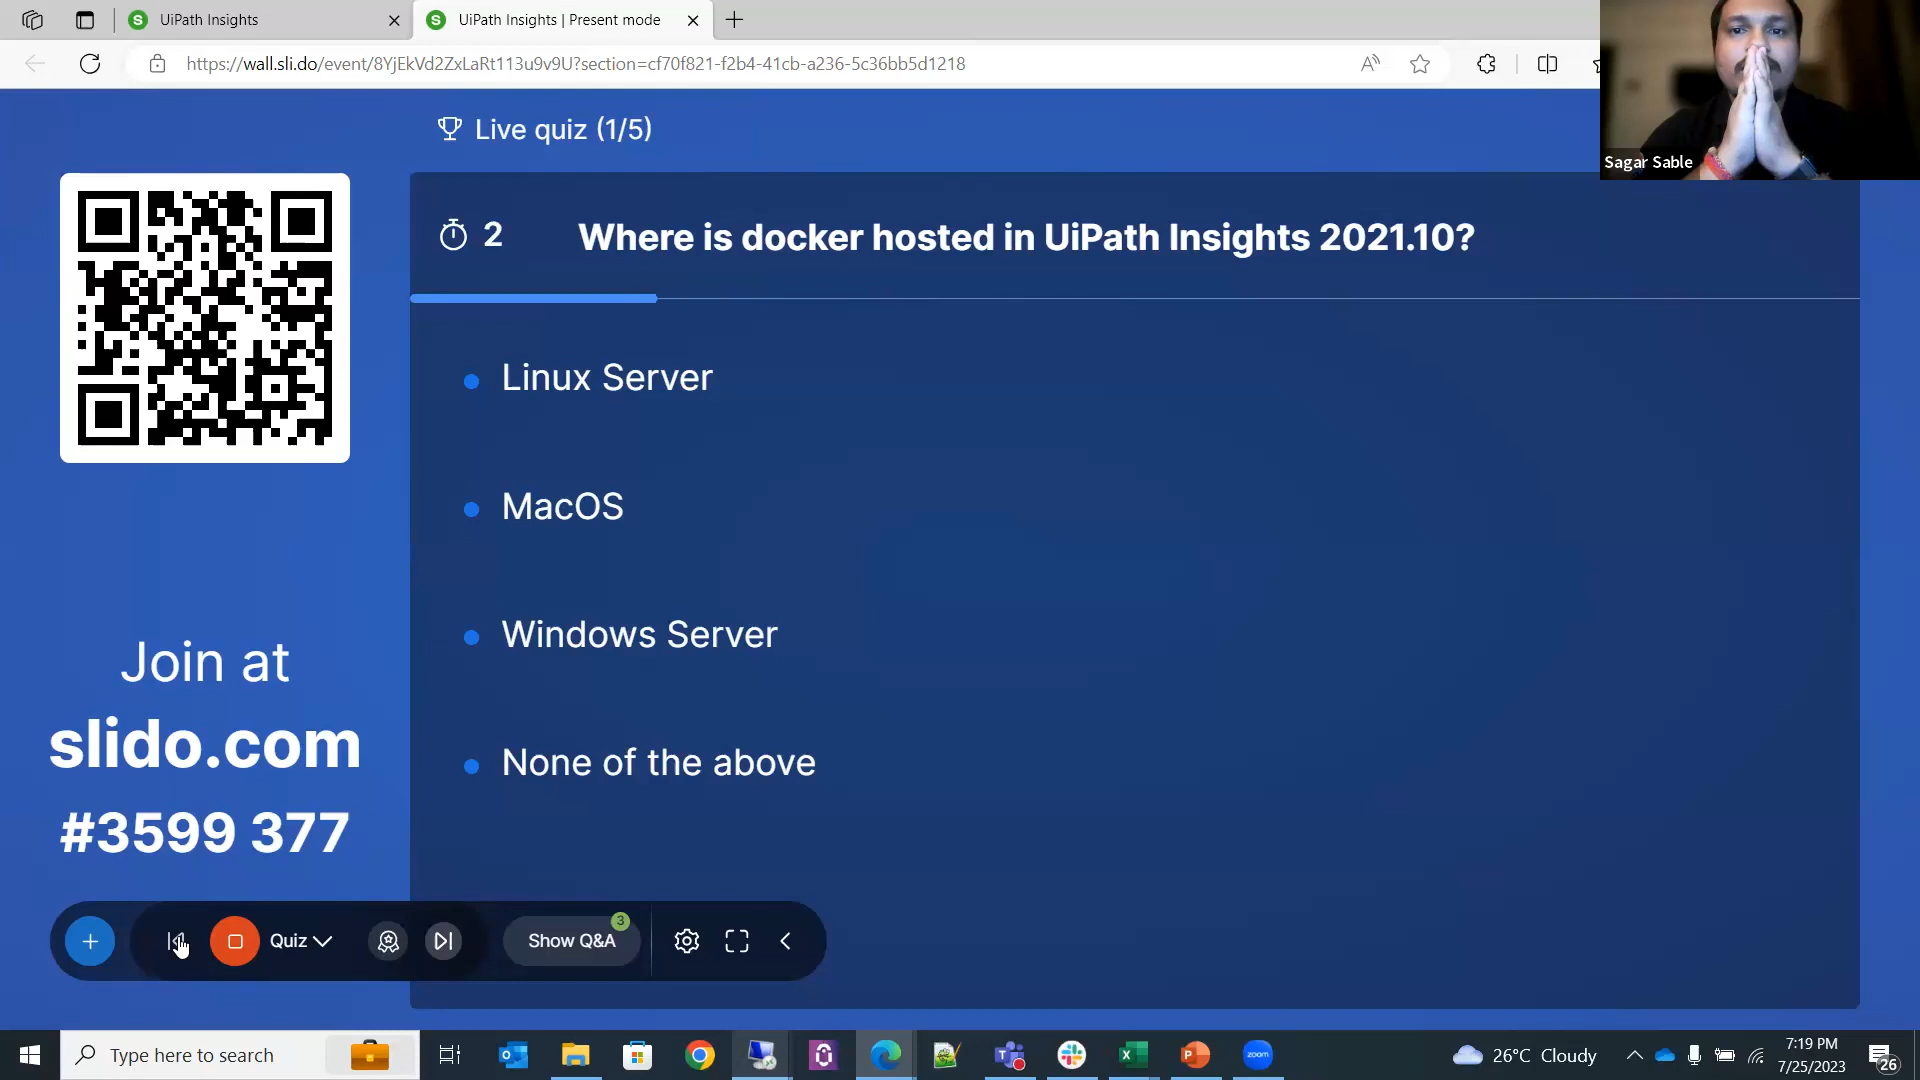 UiPath Insights
UiPath Insights | Present mode
https://wall.sli.do/event/8YjEkVd2ZxLaRt113u9v9U?section=cf70f821-f2b4-41cb-a236-5c36bb5d1218
Sagar Sable
Live quiz (1/5)
2
Where is docker hosted in UiPath Insights 2021.10?
Linux Server
MacOS
Windows Server
None of the above
Join at
slido.com
#3599 377
Quiz
Show Q&A
3
Type here to search
zoom
26°C Cloudy
7:19 PM
7/25/2023
26